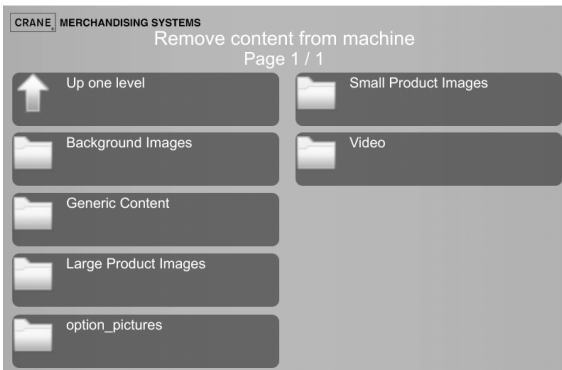 CRANE® MERCHANDISING SYSTEMS
Remove content from machine
Page 1 / 1
Up one level
Background Images
Generic Content
Large Product Images
option_pictures
Small Product Images
Video